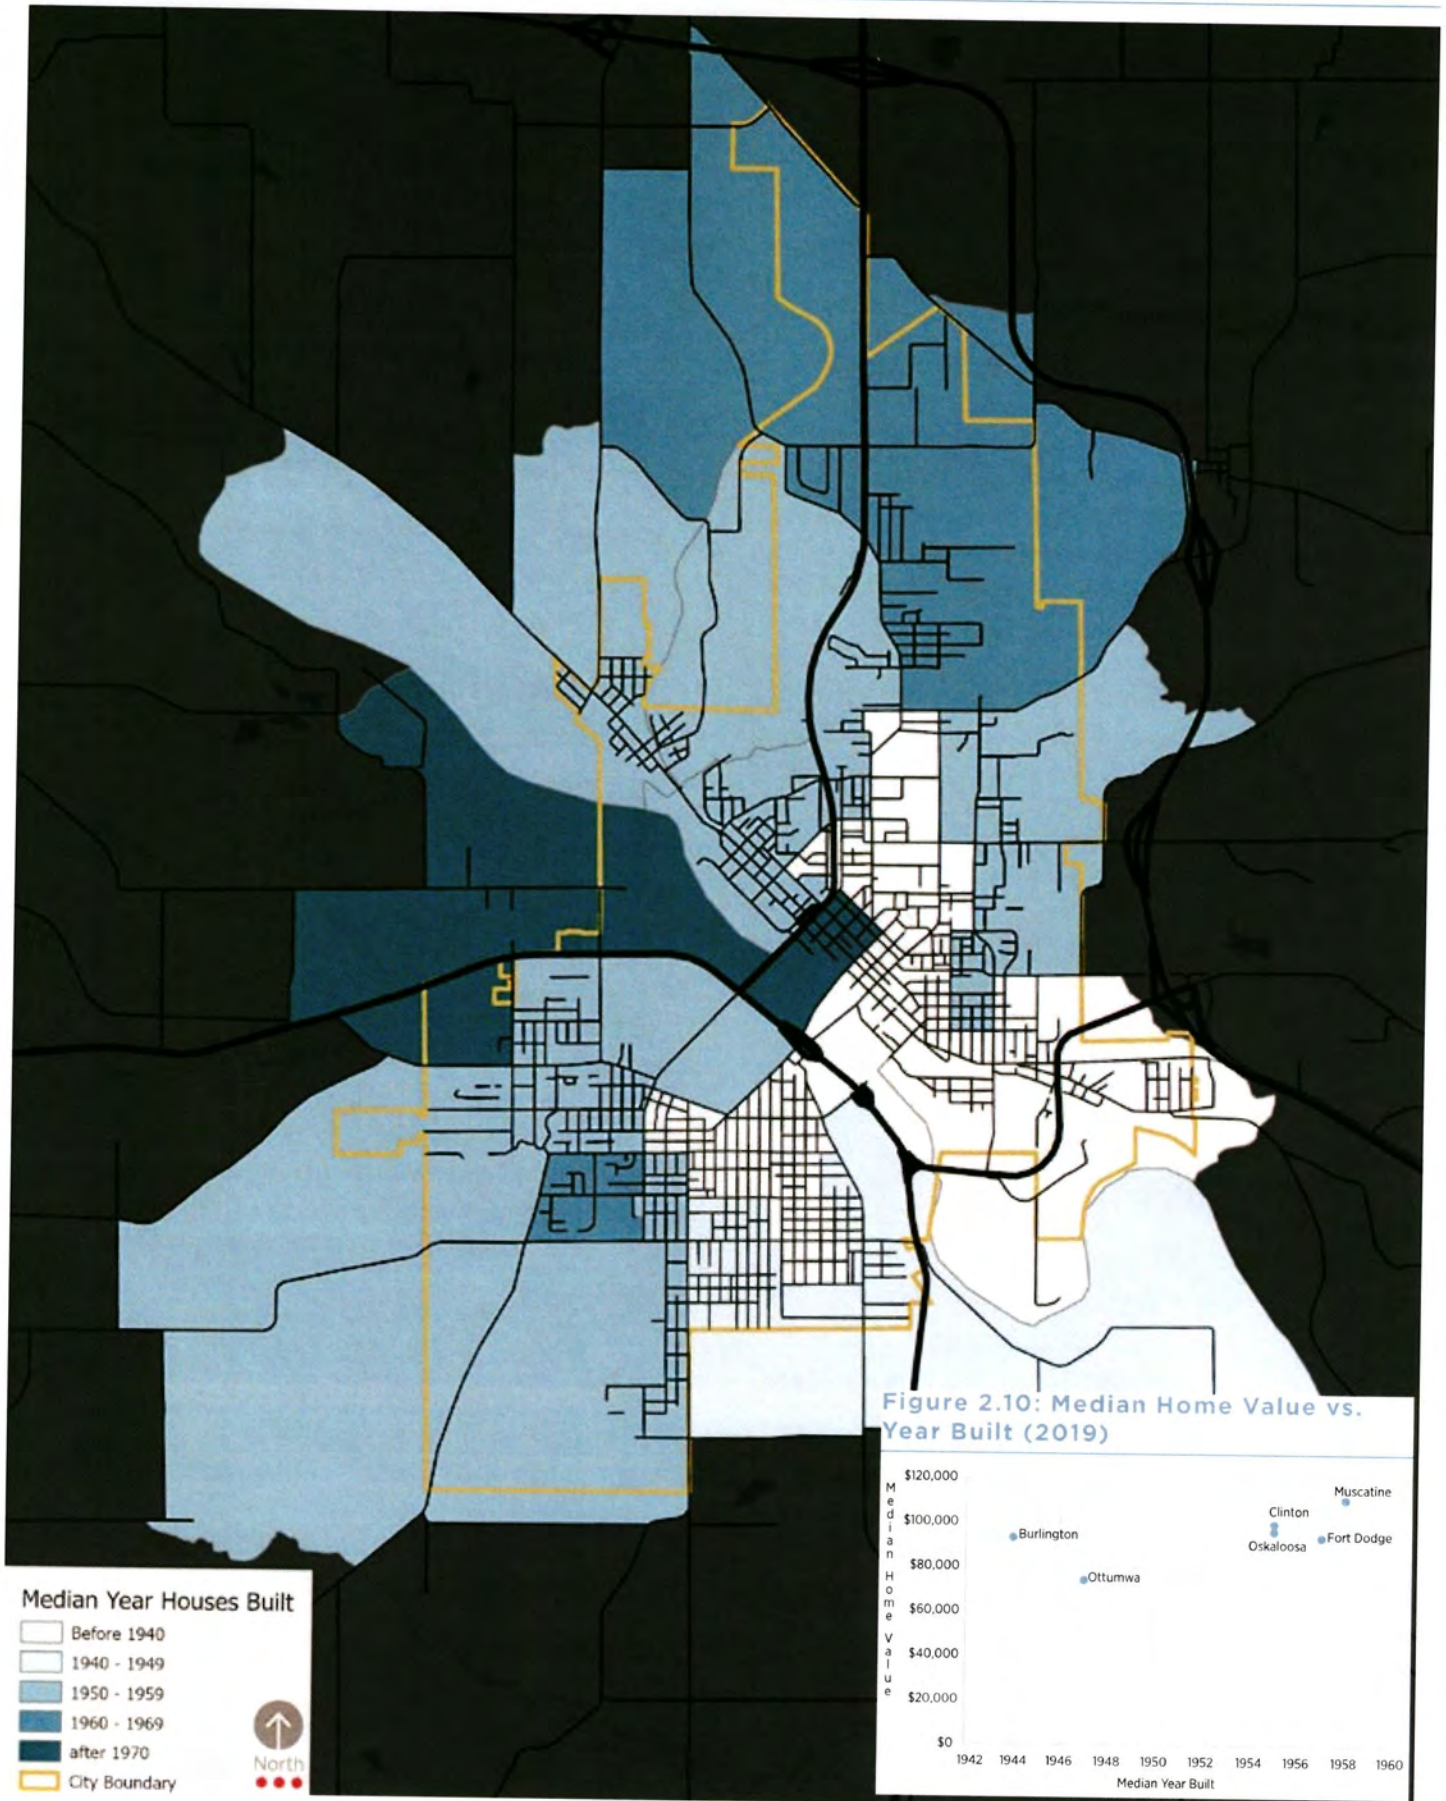 Figure 2.10: Median Home Value vs.
Year Built (2019)
Median Home Value
$120,000
$100,000
$80,000
$60,000
$40,000
$20,000
$0
Muscatine
Clinton
Burlington
Oskaloosa
Fort Dodge
Ottumwa
1942 1944 1946 1948 1950 1952 1954 1956 1958 1960
Median Year Built
Median Year Houses Built
Before 1940
1940 - 1949
1950 - 1959
1960 - 1969
after 1970
City Boundary
North